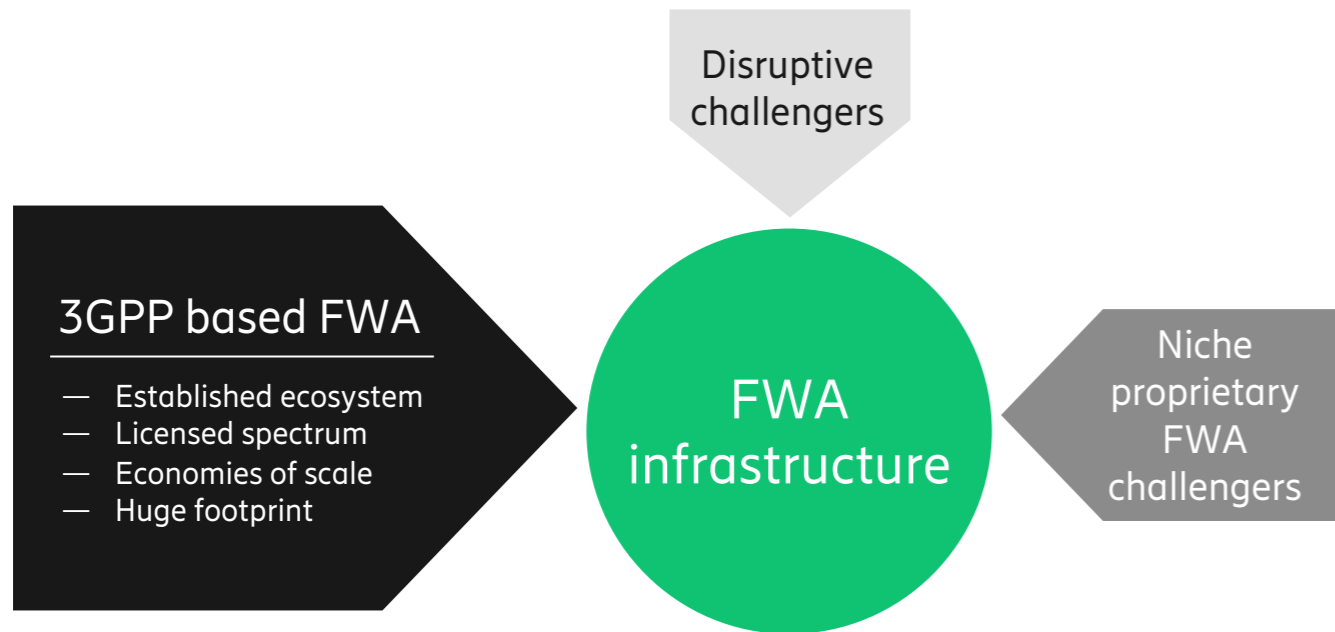 Disruptive
challengers
3GPP based FWA
— Established ecosystem
— Licensed spectrum
— Economies of scale
— Huge footprint
FWA
infrastructure
Niche
proprietary
FWA
challengers